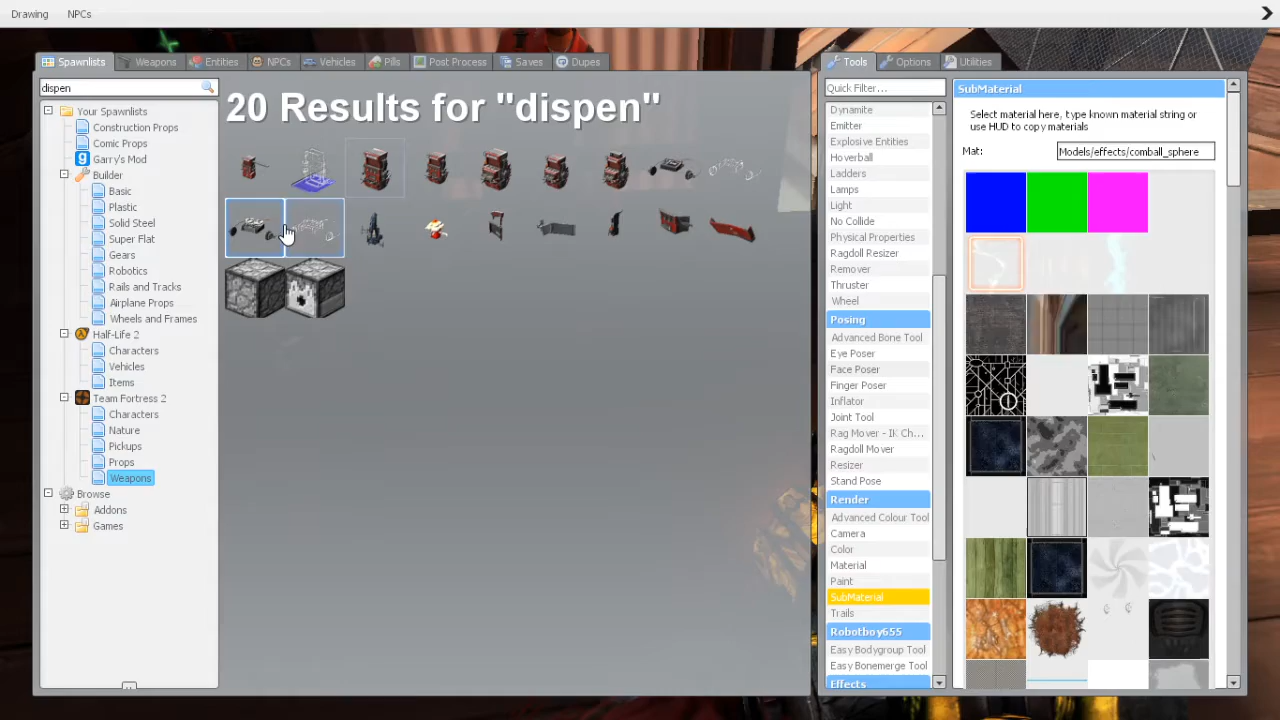 Drawing NPCs
Spawnlists Weapons Entities NPCs Vehicles Pills Post Process Saves Dupes
dispen
Your Spawnlists
Construction Props
Comic Props
Garry's Mod
Builder
Basic
Plastic
Solid Steel
Super Flat
Gears
Robotics
Rails and Tracks
Airplane Props
Wheels and Frames
Half-Life 2
Characters
Vehicles
Items
Team Fortress 2
Characters
Nature
Pickups
Props
Weapons
Browse
Addons
Games
20 Results for "dispen"
Tools Options Utilities
Quick Filter...
Dynamite
Emitter
Explosive Entities
Hoverball
Ladders
Lamps
Light
No Collide
Physical Properties
Ragdoll Resizer
Remover
Thruster
Wheel
Posing
Advanced Bone Tool
Eye Poser
Face Poser
Finger Poser
Inflator
Joint Tool
Rag Mover - IK Ch...
Ragdoll Mover
Resizer
Stand Pose
Render
Advanced Colour Tool
Camera
Color
Material
Paint
SubMaterial
Trails
Robotboy655
Easy Bodygroup Tool
Easy Bonemerge Tool
Effects
SubMaterial
Select material here, type known material string or
use HUD to copy materials
Mat: Models/effects/comball_sphere